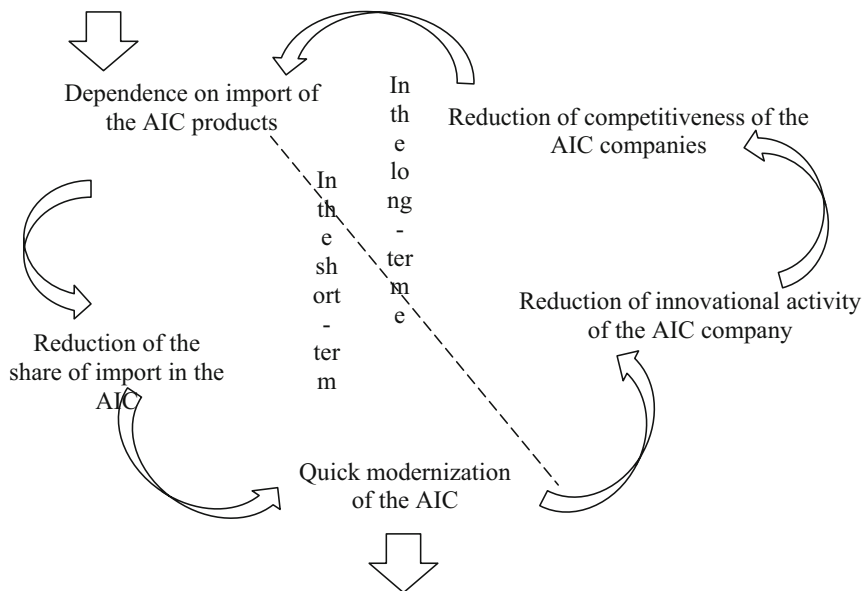 Dependence on import of
the AIC products
In
th
e
lo
ng
-
ter
m
e
Reduction of competitiveness of the
AIC companies
In
th
e
sh
ort
-
ter
m
Reduction of innovational activity
of the AIC company
Reduction of the
share of import in the
AIC
Quick modernization
of the AIC